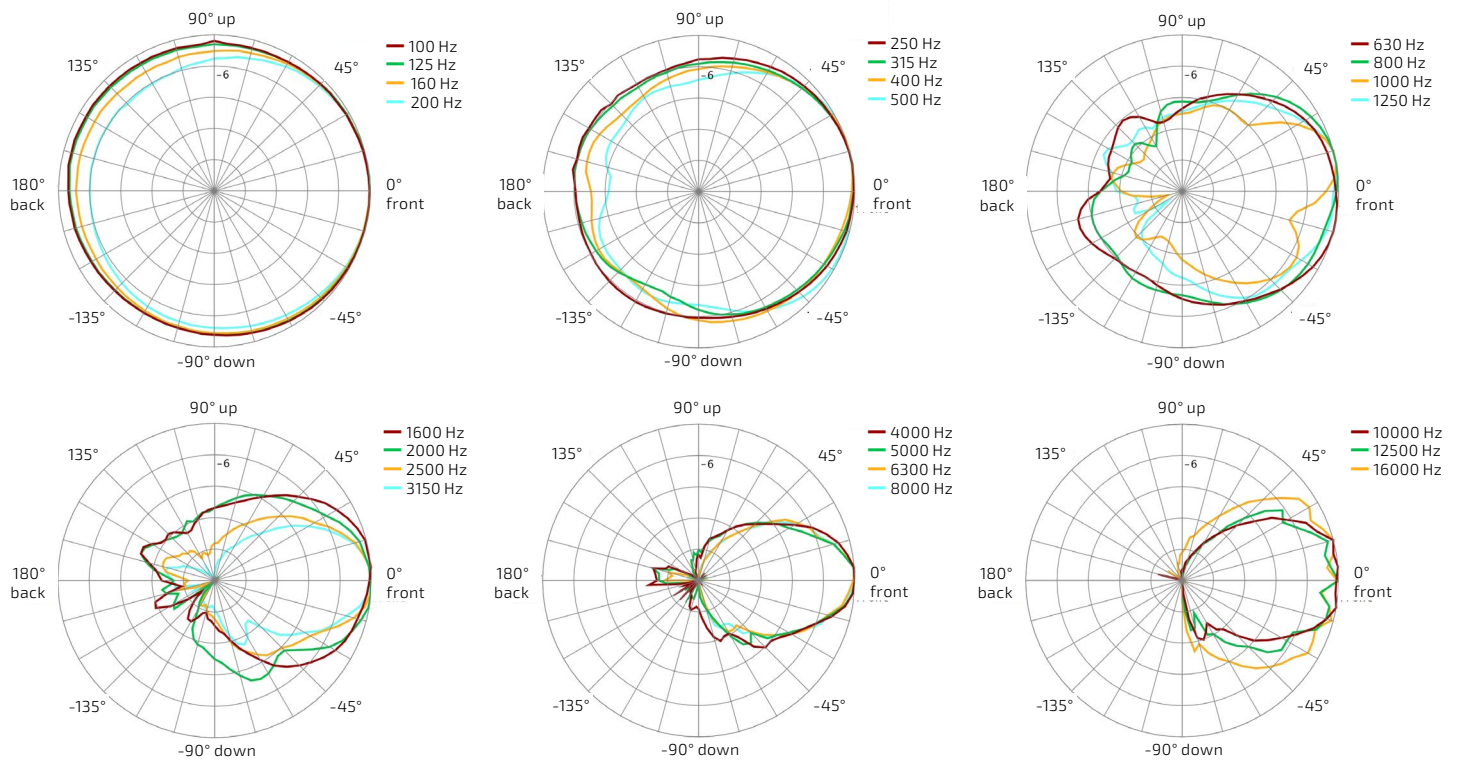 90° up
135°
45°
-6
180°
back
0°
front
-135°
-45°
-90° down
100 Hz
125 Hz
160 Hz
200 Hz
90° up
135°
45°
-6
180°
back
0°
front
-135°
-45°
-90° down
250 Hz
315 Hz
400 Hz
500 Hz
90° up
135°
45°
-6
180°
back
0°
front
-135°
-45°
-90° down
630 Hz
800 Hz
1000 Hz
1250 Hz
90° up
135°
45°
-6
180°
back
0°
front
-135°
-45°
-90° down
1600 Hz
2000 Hz
2500 Hz
3150 Hz
90° up
135°
45°
-6
180°
back
0°
front
-135°
-45°
-90° down
4000 Hz
5000 Hz
6300 Hz
8000 Hz
90° up
135°
45°
-6
180°
back
0°
front
-135°
-45°
-90° down
10000 Hz
12500 Hz
16000 Hz